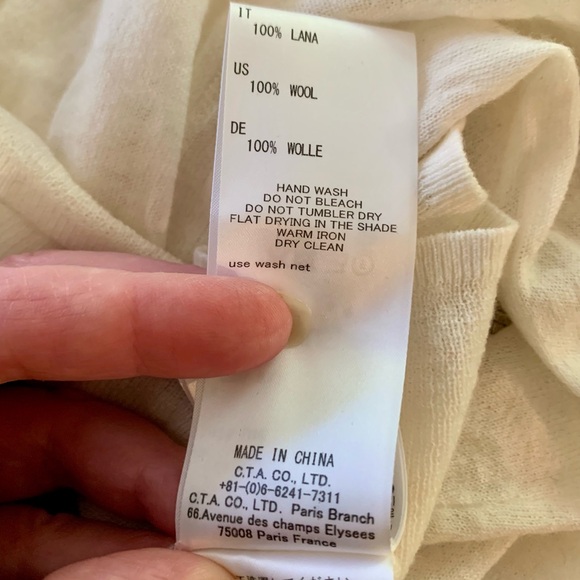 IT
100% LANA
US
100% WOOL
DE
100% WOLLE
HAND WASH
DO NOT BLEACH
DO NOT TUMBLER DRY
FLAT DRYING IN THE SHADE
WARM IRON
DRY CLEAN
use wash net
MADE IN CHINA
C.T.A. CO., LTD.
+81-(0)6-6241-7311
C.T.A. CO., LTD. Paris Branch
66.Avenue des champs Elysees
75008 Paris France